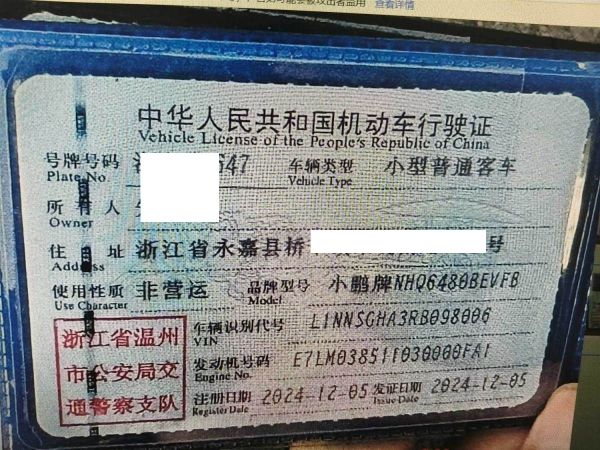 查看详情
中华人民共和国机动车行驶证
Vehicle License of the People's Republic of China
号牌号码 647 车辆类型 小型普通客车
Plate No. Vehicle Type
所有人
Owner
住址 浙江省永嘉县桥 号
Address
使用性质 非营运 品牌型号 小鹏牌NHQ6480BEVFB
Use Character Model
浙江省温州
市公安局交
通警察支队
车辆识别代号 L1NNSGHA3RB098006
VIN
发动机号码 E7LM03851F030000FA1
Engine No.
注册日期 2024-12-05 发证日期 2024-12-05
Register Date Issue Date